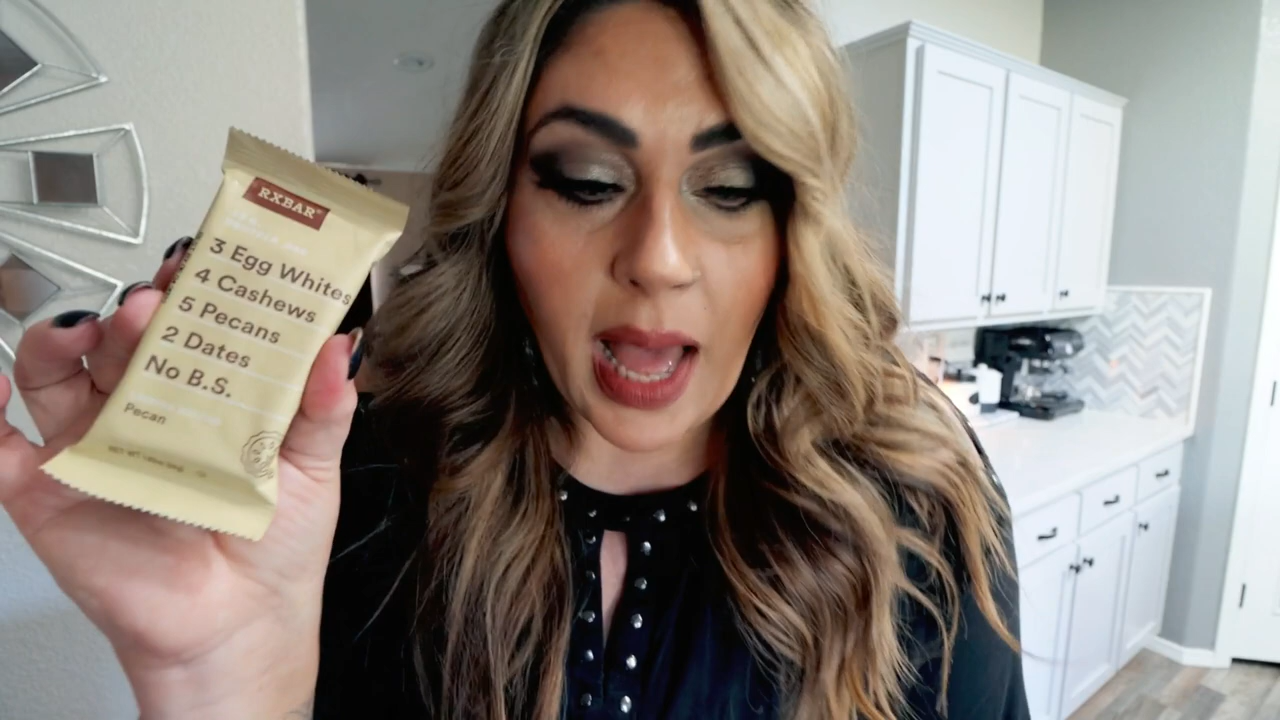 RXBAR
3 Egg Whites
4 Cashews
5 Pecans
2 Dates
No B.S.
Pecan